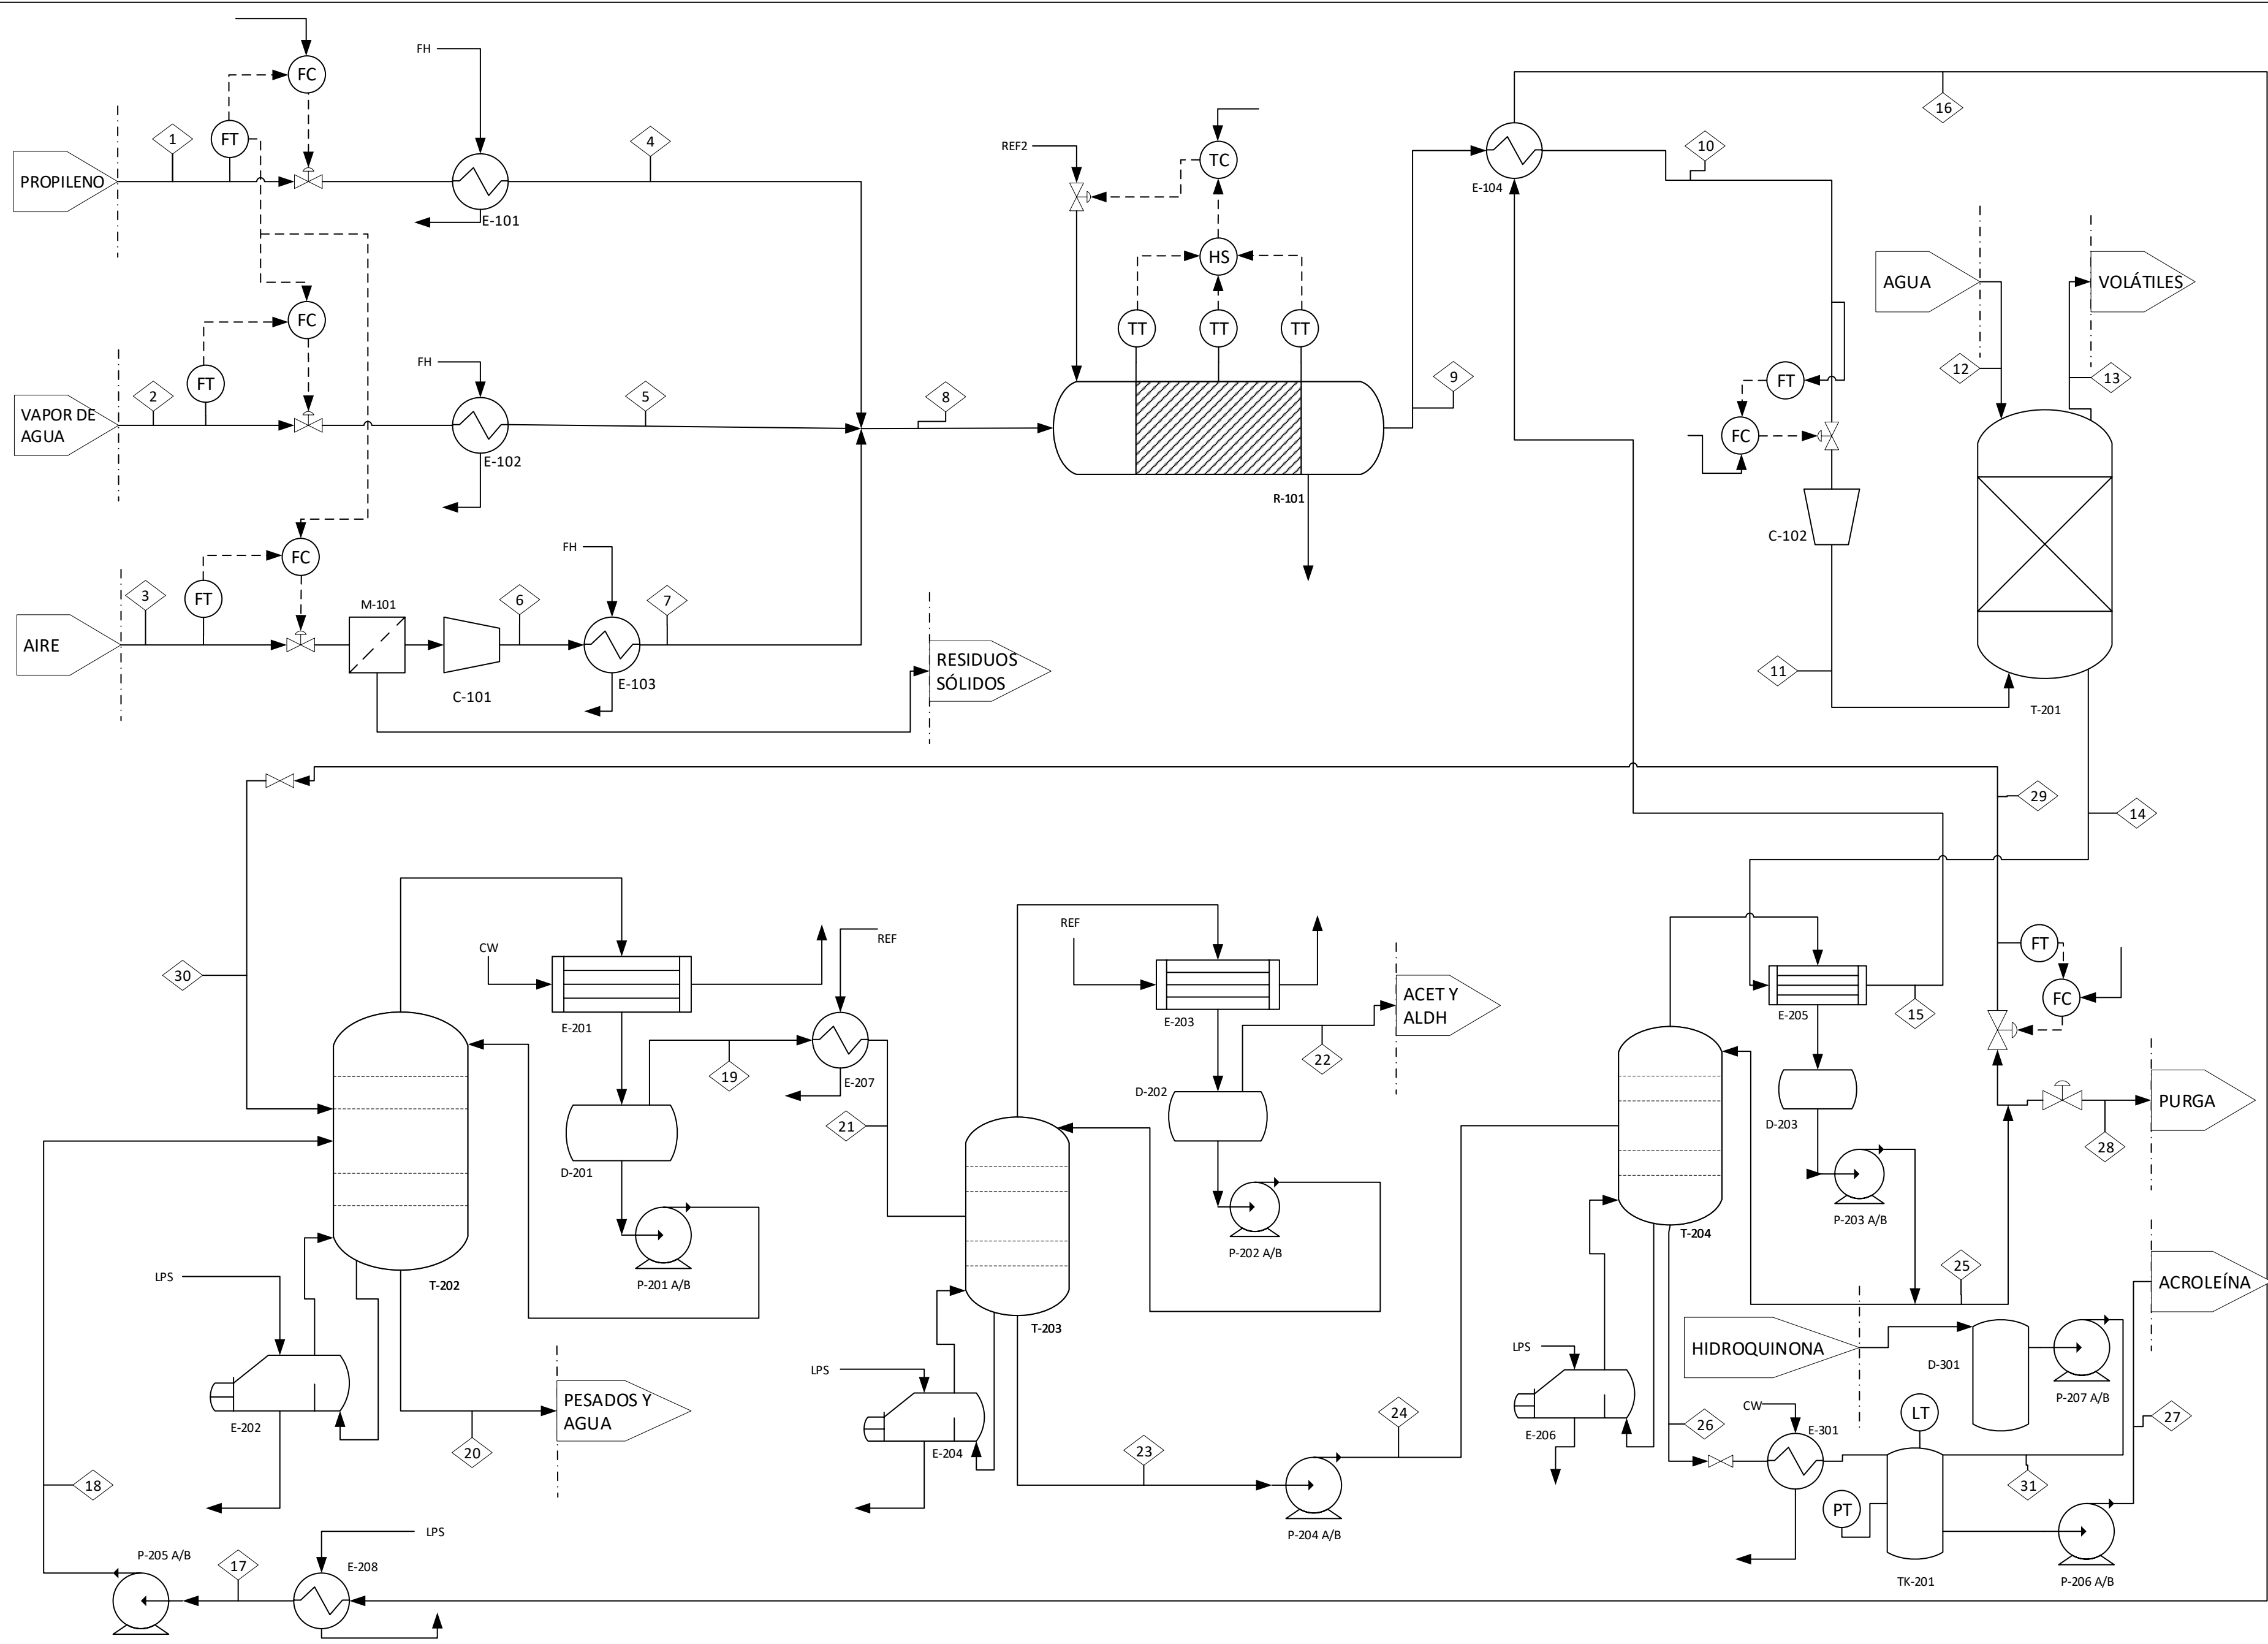 FC
FH
FT
1
4
PROPILENO
E-101
REF2
TC
HS
TT
TT
TT
E-104
10
16
AGUA
VOLÁTILES
12
13
FC
FH
FT
2
5
VAPOR DE
AGUA
E-102
8
9
R-101
FT
FC
C-102
11
T-201
FC
FH
FT
3
M-101
6
7
AIRE
C-101
E-103
RESIDUOS
SÓLIDOS
29
14
30
CW
E-201
REF
E-207
19
D-201
P-201 A/B
21
T-202
LPS
E-202
PESADOS Y
AGUA
20
18
REF
E-203
ACET Y
ALDH
22
D-202
P-202 A/B
T-203
LPS
E-204
23
24
P-204 A/B
E-205
15
D-203
P-203 A/B
T-204
FT
FC
PURGA
28
25
ACROLEÍNA
HIDROQUINONA
D-301
P-207 A/B
LPS
E-206
26
CW
E-301
LT
27
31
PT
TK-201
P-206 A/B
P-205 A/B
17
E-208
LPS